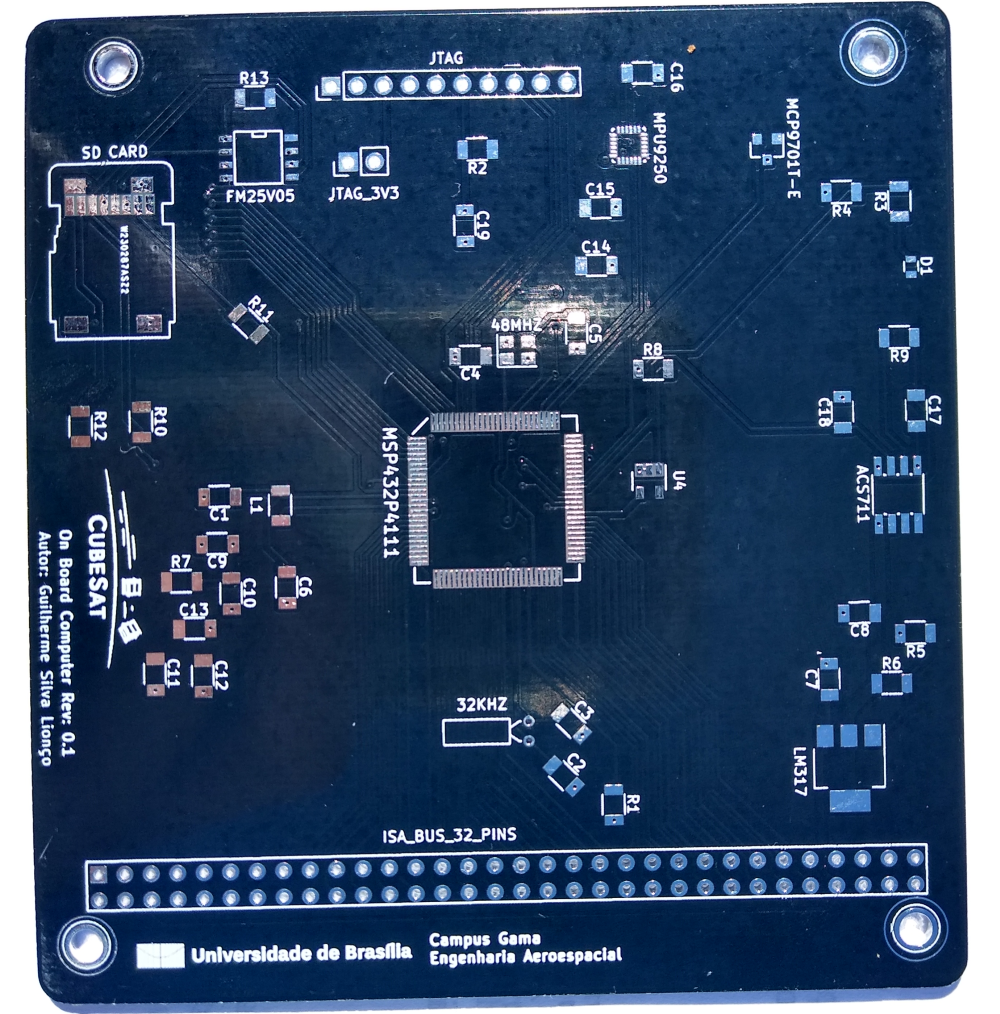 JTAG
R13
C16
SD CARD
FM25V05
JTAG_3V3
R2
MPU9250
MCP9701T-E
R4
R3
C15
C19
C14
D1
W230287AS22
R11
48MHZ
C5
C4
R8
R9
C18
C17
R12
R10
MSP432P4111
U4
ACS711
C1
L1
C9
R7
C10
C6
C13
C11
C12
CUBESAT
On Board Computer Rev: 0.1
Autor: Guilherme Silva Lionço
C8
R5
C7
R6
32KHZ
C3
C2
R1
LM317
ISA_BUS_32_PINS
Universidade de Brasília
Campus Gama
Engenharia Aeroespacial